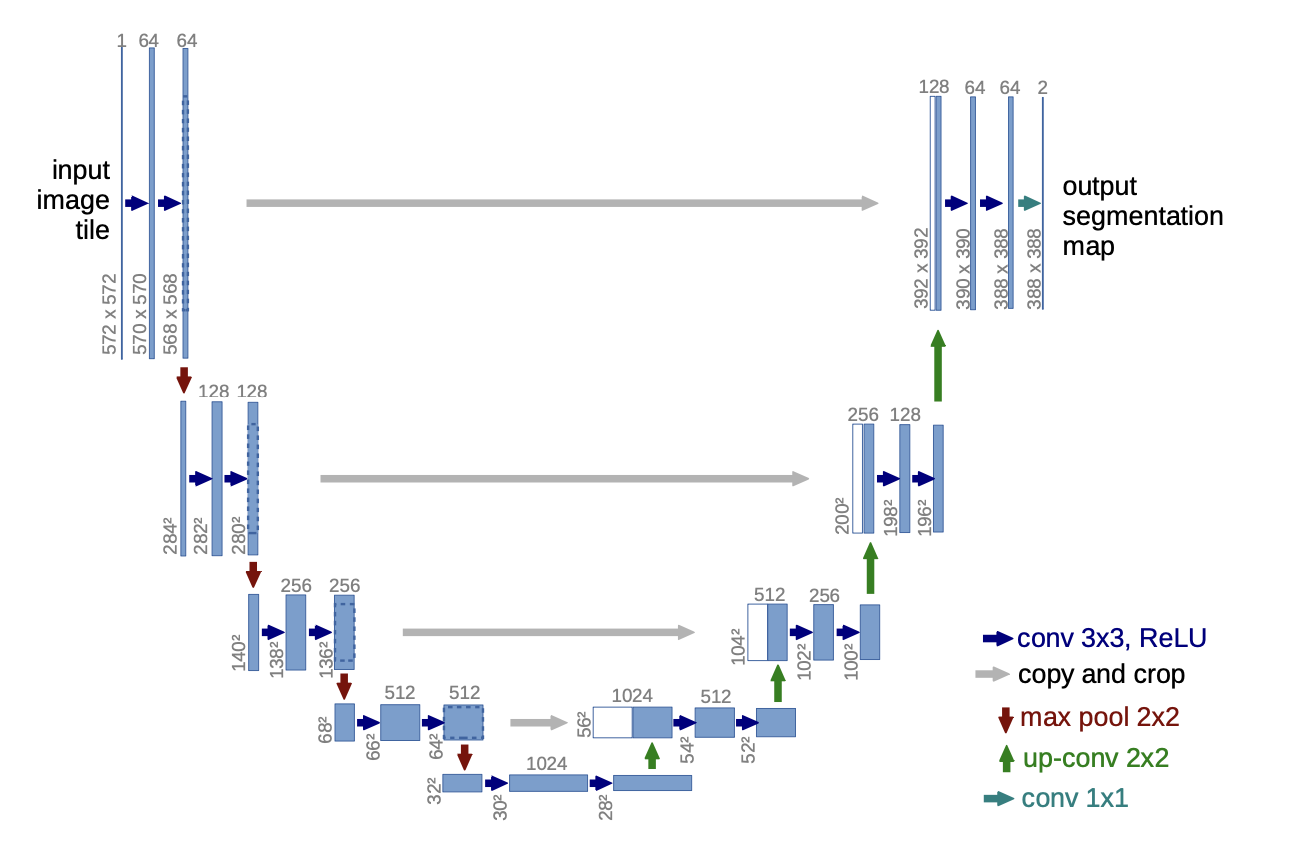 1 64 64
input
image
tile
572 x 572
570 x 570
568 x 568
128 64 64 2
output
segmentation
map
392 x 392
390 x 390
388 x 388
388 x 388
128 128
284²
282²
280²
256 128
200²
198²
196²
256 256
140²
138²
136²
512 256
104²
102²
100²
512 512
68²
66²
64²
1024 512
56²
54²
52²
1024
32²
30²
28²
conv 3x3, ReLU
copy and crop
max pool 2x2
up-conv 2x2
conv 1x1